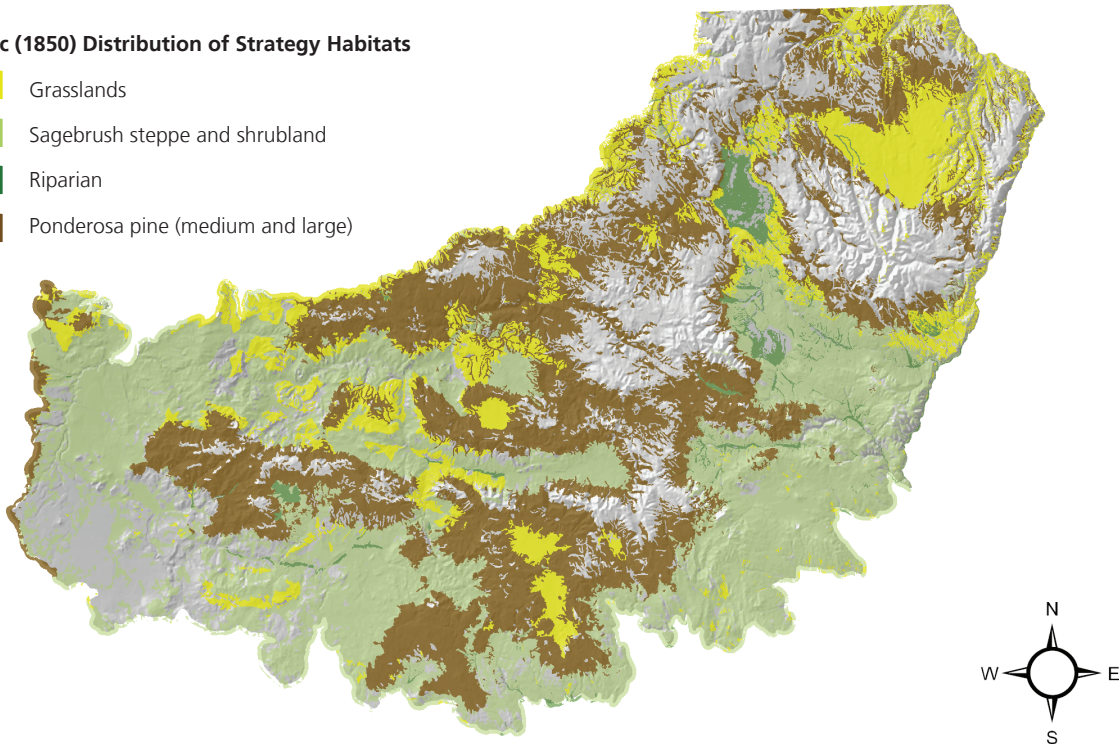 c (1850) Distribution of Strategy Habitats
Grasslands
Sagebrush steppe and shrubland
Riparian
Ponderosa pine (medium and large)
N
W E
S